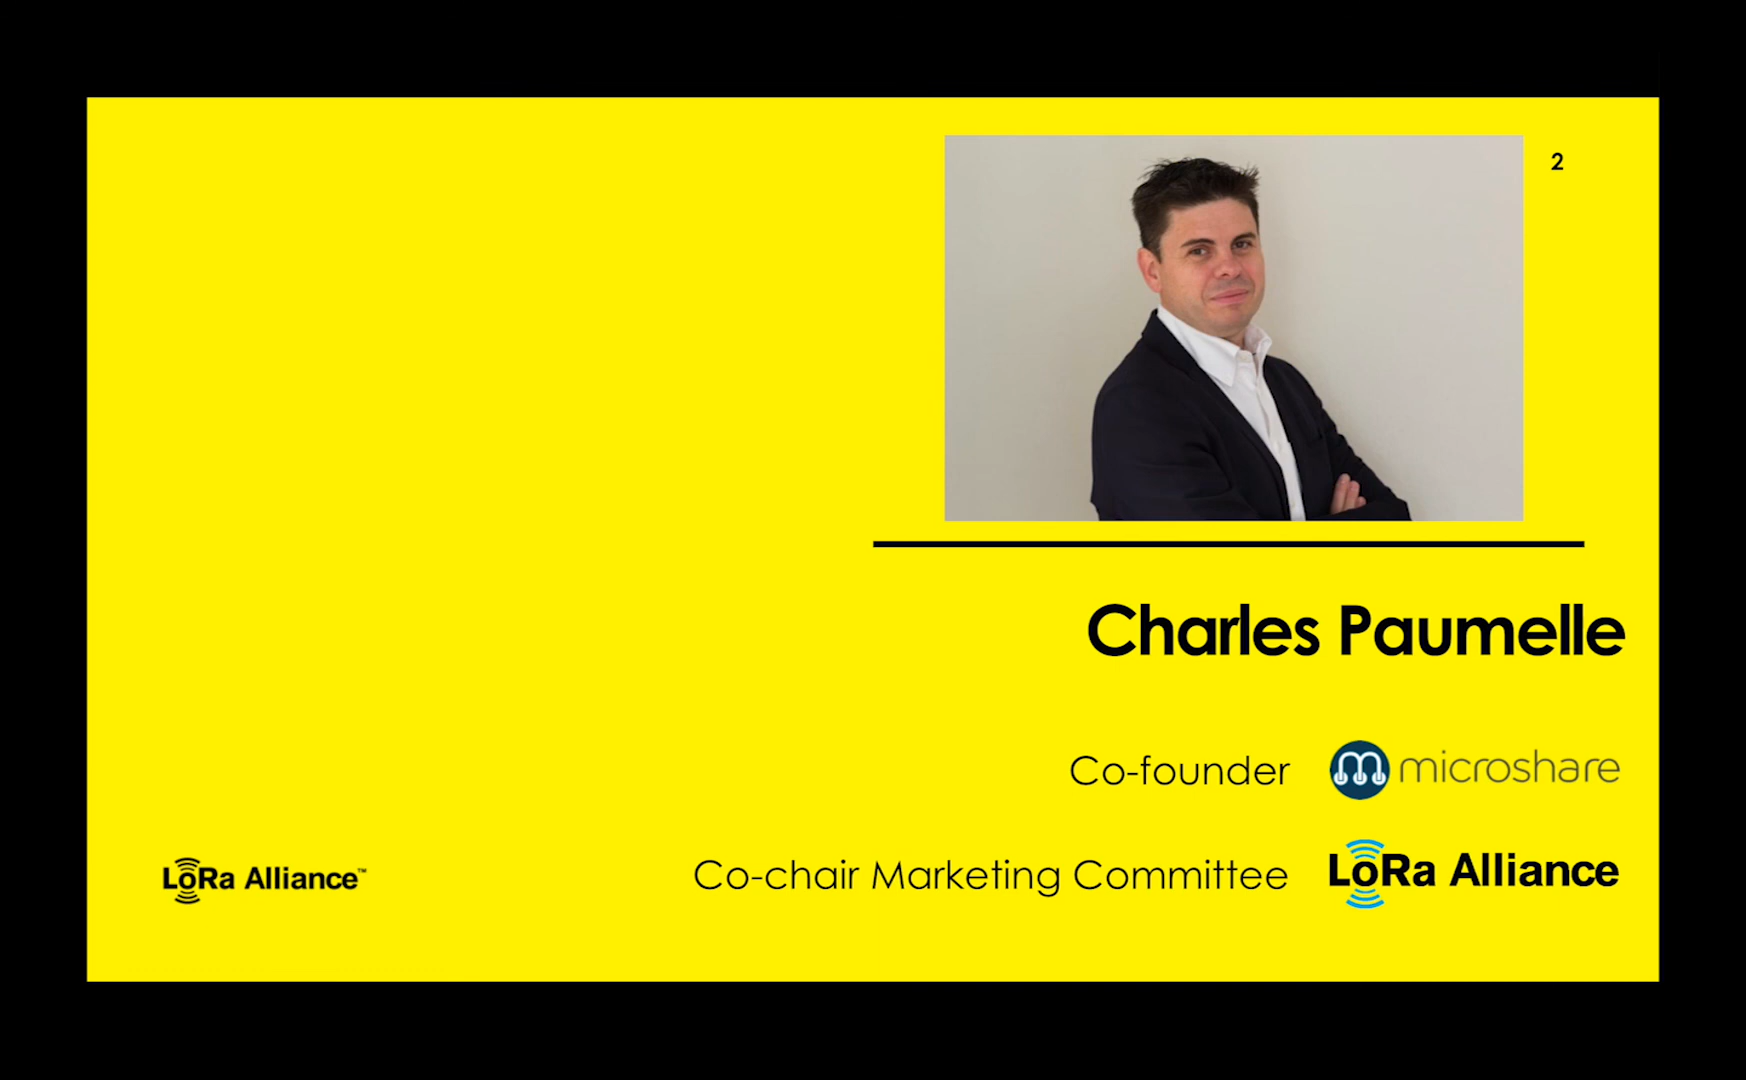 2
Charles Paumelle
Co-founder microshare
Co-chair Marketing Committee LoRa Alliance
LoRa Alliance™